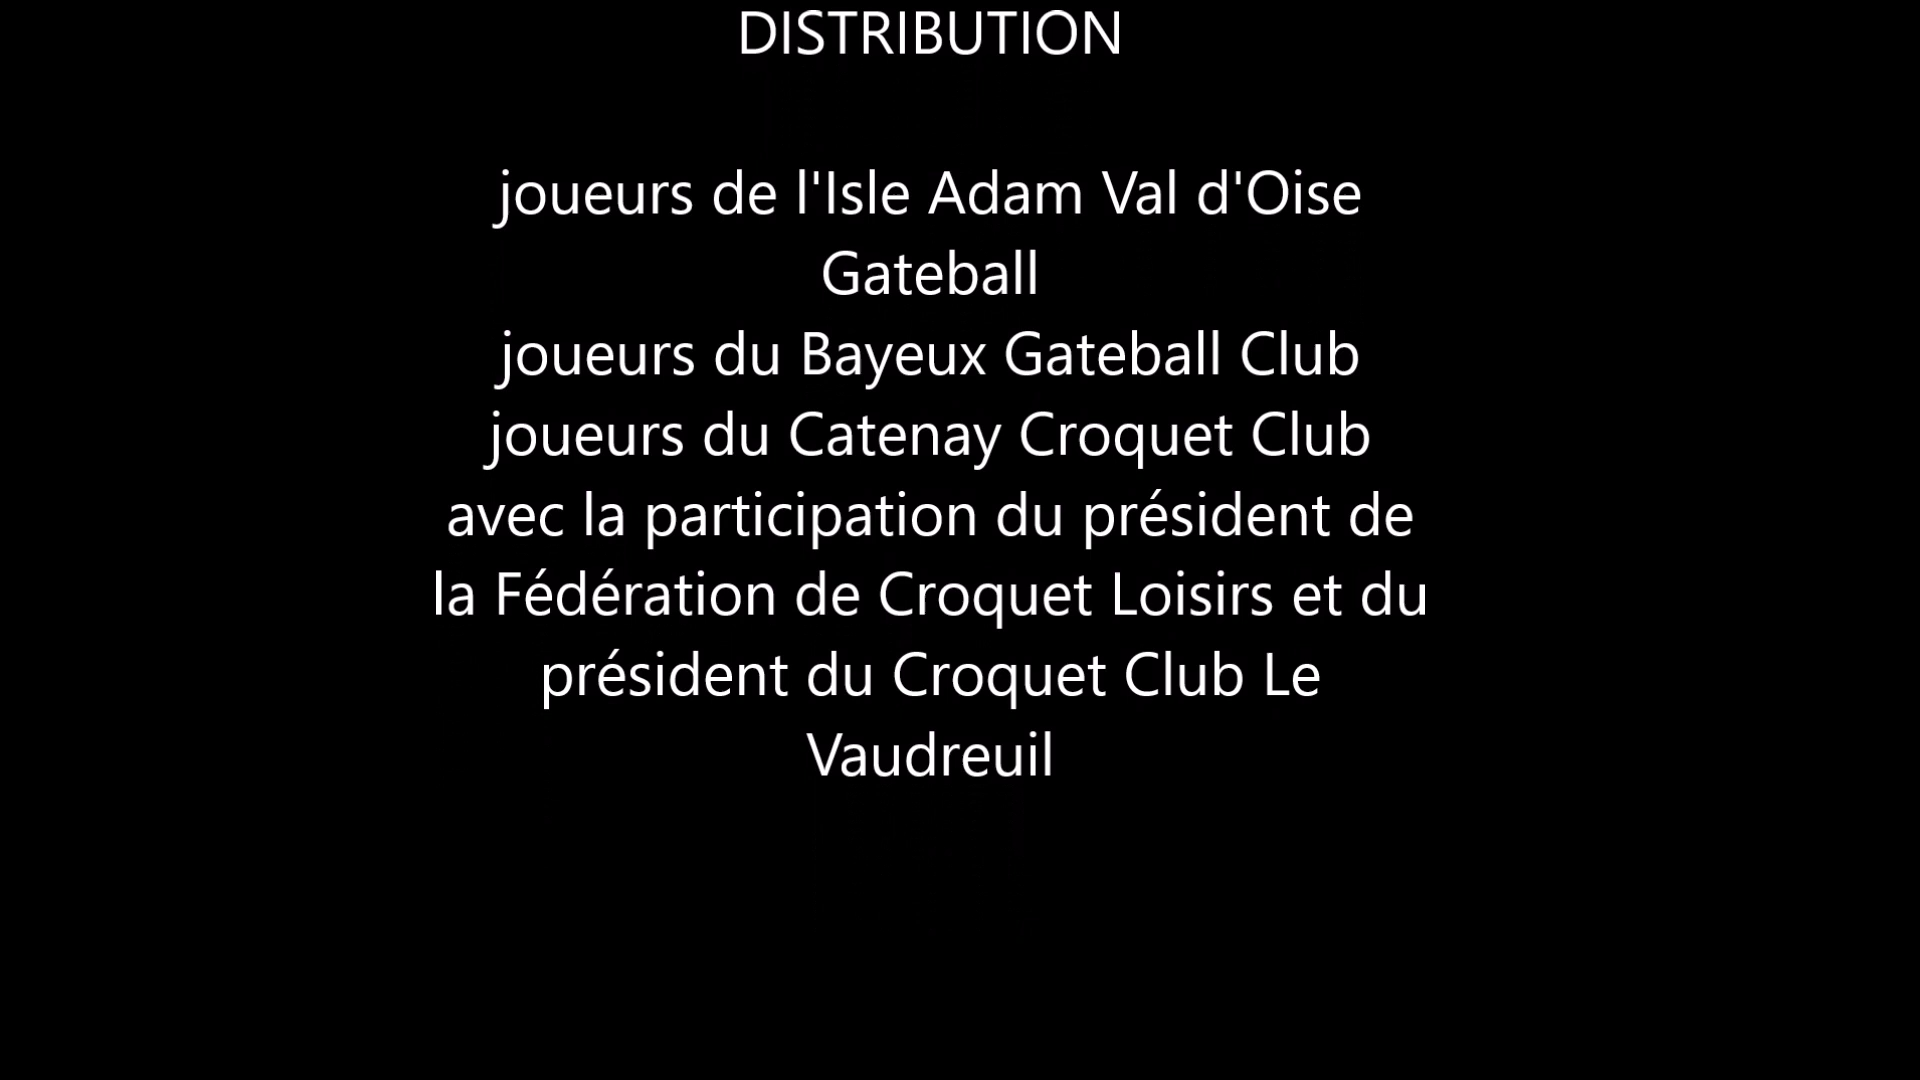 DISTRIBUTION
joueurs de l'Isle Adam Val d'Oise
Gateball
joueurs du Bayeux Gateball Club
joueurs du Catenay Croquet Club
avec la participation du président de
la Fédération de Croquet Loisirs et du
président du Croquet Club Le
Vaudreuil